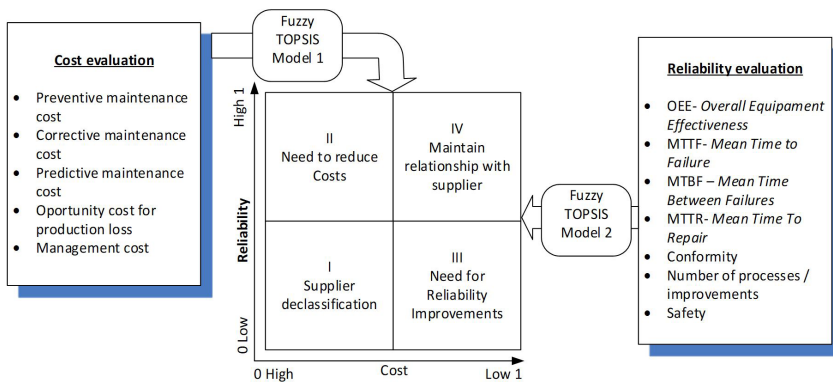 Cost evaluation
• Preventive maintenance
cost
• Corrective maintenance
cost
• Predictive maintenance
cost
• Oportunity cost for
production loss
• Management cost
Fuzzy
TOPSIS
Model 1
High 1
Reliability
0 Low
II
Need to reduce
Costs
IV
Maintain
relationship with
supplier
I
Supplier
declassification
III
Need for
Reliability
Improvements
0 High
Cost
Low 1
Fuzzy
TOPSIS
Model 2
Reliability evaluation
• OEE- Overall Equipament
Effectiveness
• MTTF- Mean Time to
Failure
• MTBF – Mean Time
Between Failures
• MTTR- Mean Time To
Repair
• Conformity
• Number of processes /
improvements
• Safety